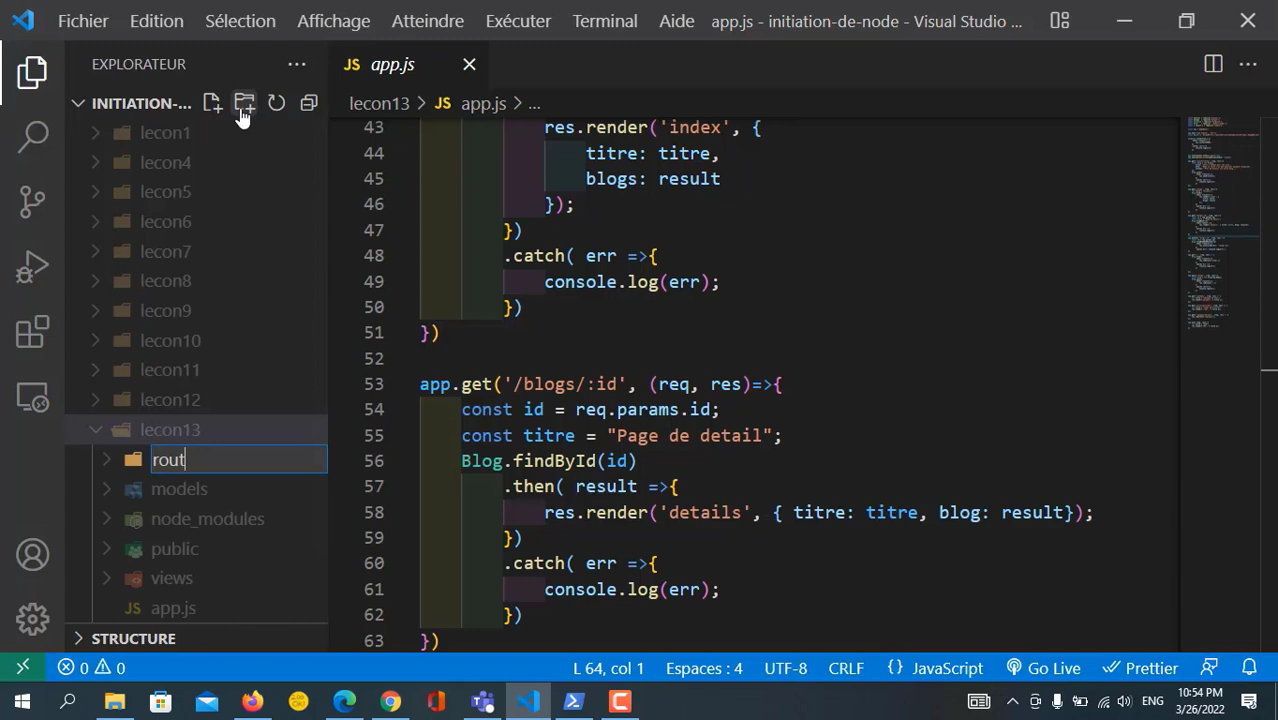 Fichier Edition Sélection Affichage Atteindre Exécuter Terminal Aide app.js - initiation-de-node - Visual Studio ...
EXPLORATEUR ...
INITIATION-...
lecon1
lecon4
lecon5
lecon6
lecon7
lecon8
lecon9
lecon10
lecon11
lecon12
lecon13
rout
models
node_modules
public
views
JS app.js
STRUCTURE
JS app.js
lecon13 > JS app.js > ...
43 res.render('index', {
44 titre: titre,
45 blogs: result
46 });
47 })
48 .catch( err =>{
49 console.log(err);
50 })
51 })
52
53 app.get('/blogs/:id', (req, res)=>{
54 const id = req.params.id;
55 const titre = "Page de detail";
56 Blog.findById(id)
57 .then( result =>{
58 res.render('details', { titre: titre, blog: result});
59 })
60 .catch( err =>{
61 console.log(err);
62 })
63 })
0 0 L 64, col 1 Espaces : 4 UTF-8 CRLF {} JavaScript Go Live Prettier
ENG 10:54 PM
3/26/2022